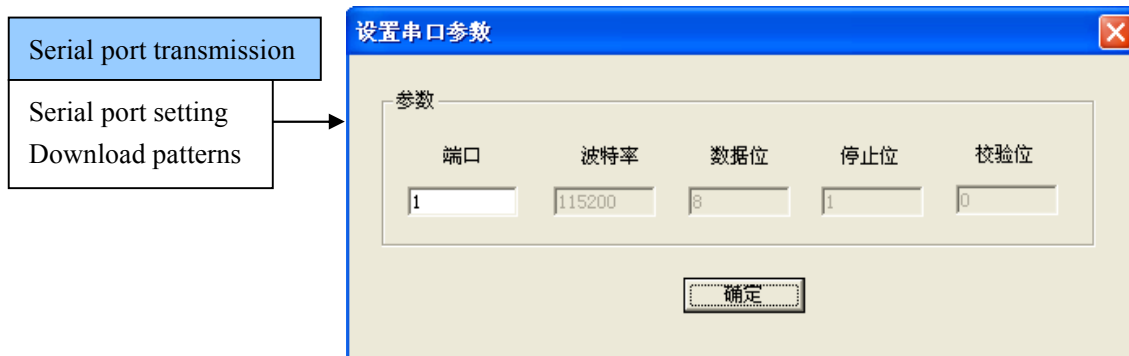 Serial port transmission
Serial port setting
Download patterns
设置串口参数
参数
端口 波特率 数据位 停止位 校验位
1 115200 8 1 0
确定